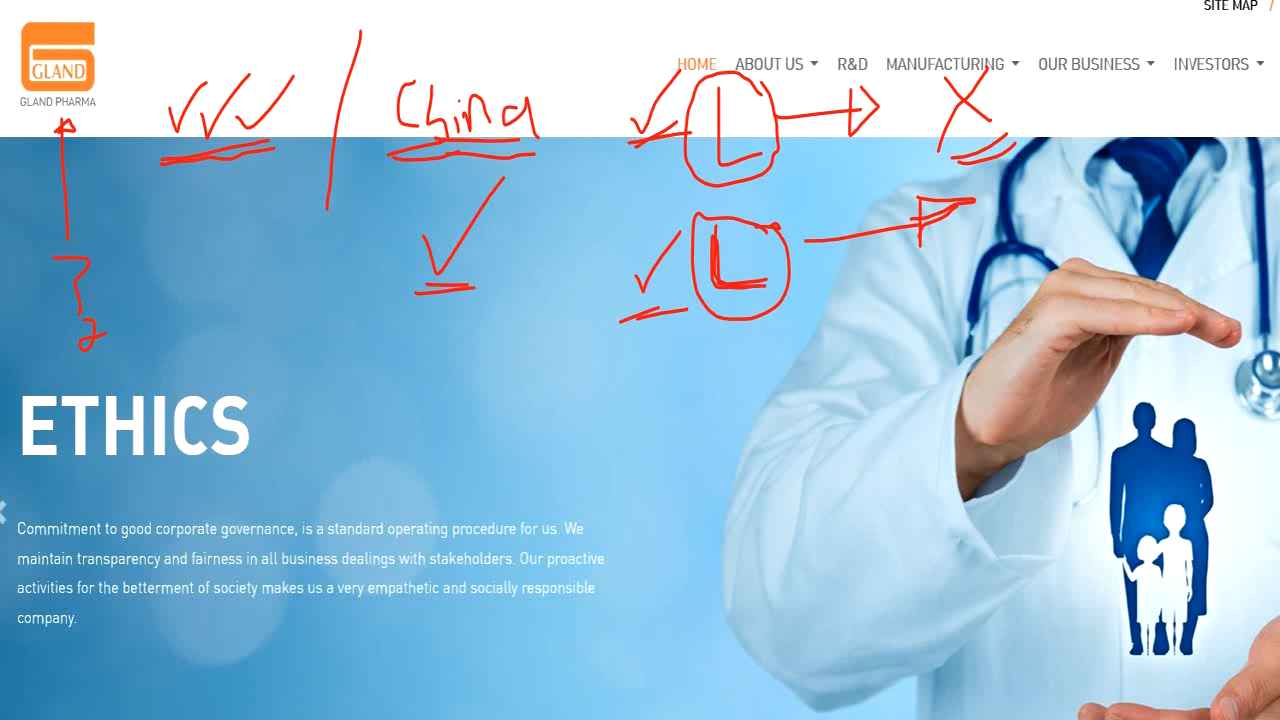 SITE MAP /
GLAND
GLAND PHARMA
HOME ABOUT US R&D MANUFACTURING OUR BUSINESS INVESTORS
China
L
X
L
ETHICS
Commitment to good corporate governance, is a standard operating procedure for us. We
maintain transparency and fairness in all business dealings with stakeholders. Our proactive
activities for the betterment of society makes us a very empathetic and socially responsible
company.